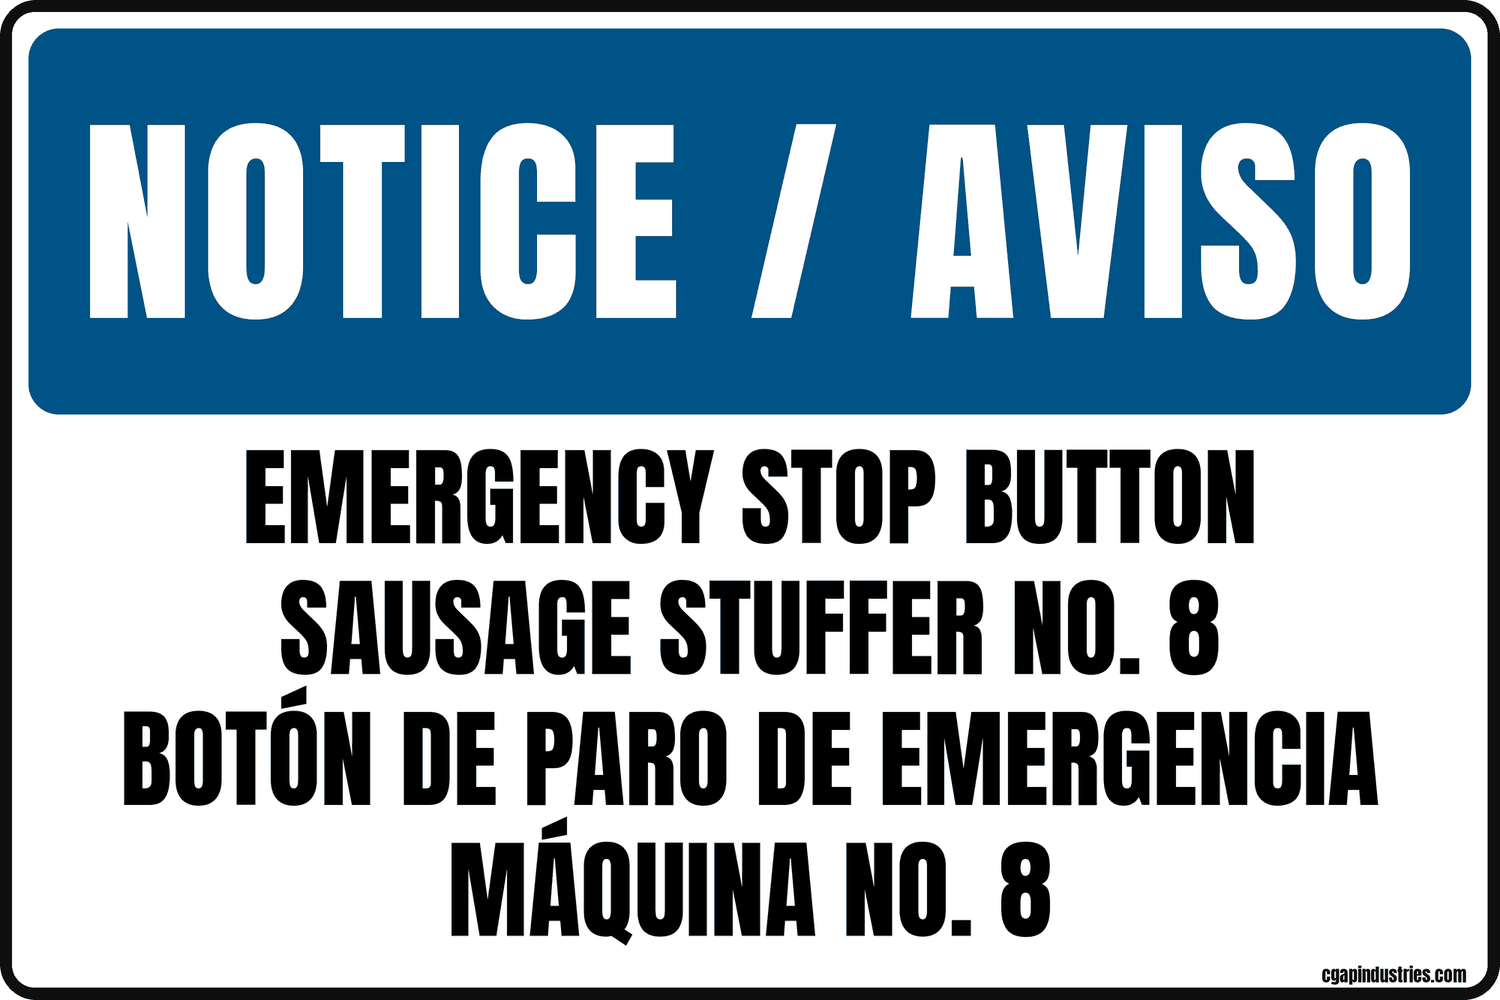 NOTICE / AVISO
EMERGENCY STOP BUTTON
SAUSAGE STUFFER NO. 8
BOTÓN DE PARO DE EMERGENCIA
MÁQUINA NO. 8
cgapindustries.com